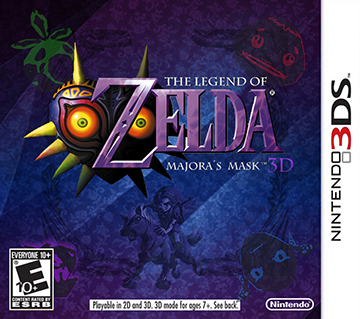 THE LEGEND OF
ZELDA®
MAJORA'S MASK™ 3D
NINTENDO 3DS
EVERYONE 10+
E
10+
CONTENT RATED BY
ESRB
Playable in 2D and 3D. 3D mode for ages 7+. See back.
Nintendo